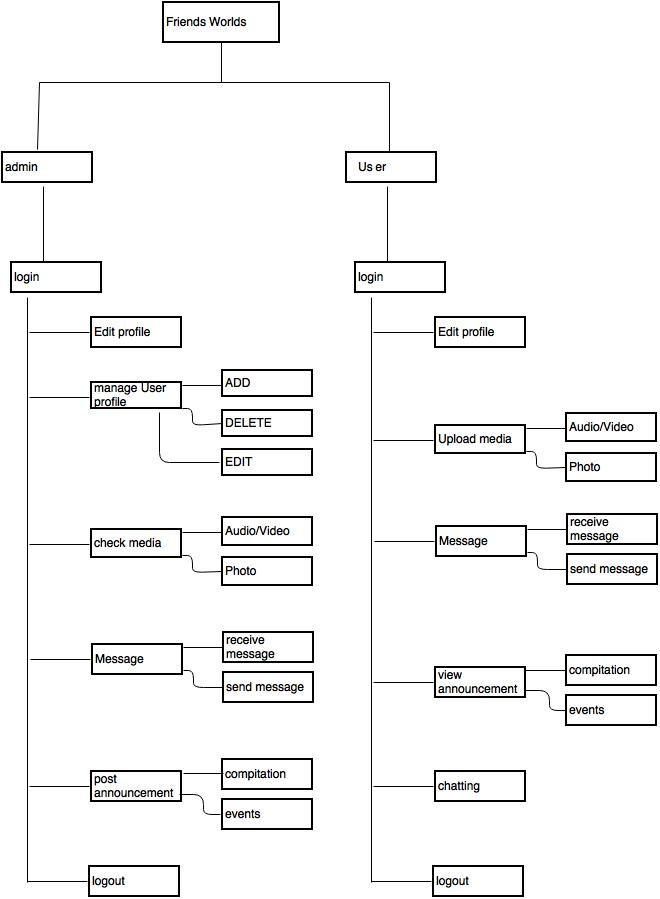 Friends Worlds
admin
Us er
login
login
Edit profile
Edit profile
manage User
profile
ADD
DELETE
EDIT
Upload media
Audio/Video
Photo
check media
Audio/Video
Photo
Message
receive
message
send message
Message
receive
message
send message
view
announcement
compitation
events
post
announcement
compitation
events
chatting
logout
logout